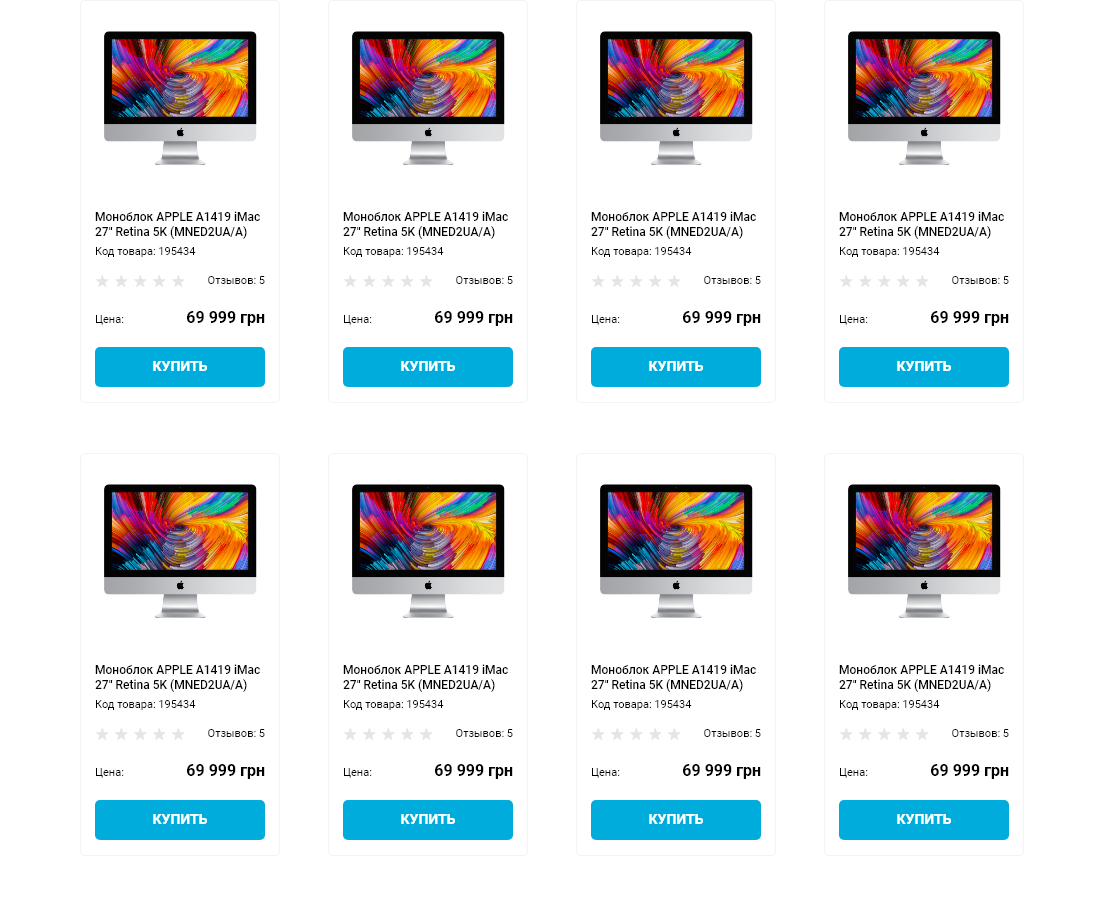 Моноблок APPLE A1419 iMac
27" Retina 5K (MNED2UA/A)
Код товара: 195434
Отзывов: 5
Цена: 69 999 грн
КУПИТЬ
Моноблок APPLE A1419 iMac
27" Retina 5K (MNED2UA/A)
Код товара: 195434
Отзывов: 5
Цена: 69 999 грн
КУПИТЬ
Моноблок APPLE A1419 iMac
27" Retina 5K (MNED2UA/A)
Код товара: 195434
Отзывов: 5
Цена: 69 999 грн
КУПИТЬ
Моноблок APPLE A1419 iMac
27" Retina 5K (MNED2UA/A)
Код товара: 195434
Отзывов: 5
Цена: 69 999 грн
КУПИТЬ
Моноблок APPLE A1419 iMac
27" Retina 5K (MNED2UA/A)
Код товара: 195434
Отзывов: 5
Цена: 69 999 грн
КУПИТЬ
Моноблок APPLE A1419 iMac
27" Retina 5K (MNED2UA/A)
Код товара: 195434
Отзывов: 5
Цена: 69 999 грн
КУПИТЬ
Моноблок APPLE A1419 iMac
27" Retina 5K (MNED2UA/A)
Код товара: 195434
Отзывов: 5
Цена: 69 999 грн
КУПИТЬ
Моноблок APPLE A1419 iMac
27" Retina 5K (MNED2UA/A)
Код товара: 195434
Отзывов: 5
Цена: 69 999 грн
КУПИТЬ